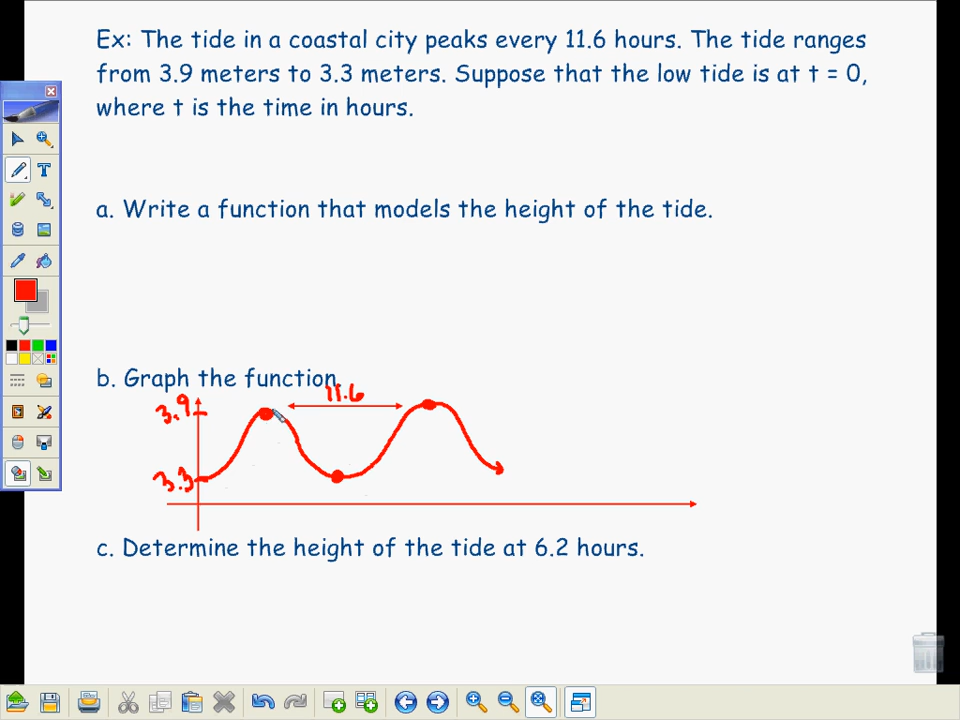 Ex: The tide in a coastal city peaks every 11.6 hours. The tide ranges
from 3.9 meters to 3.3 meters. Suppose that the low tide is at t = 0,
where t is the time in hours.
a. Write a function that models the height of the tide.
b. Graph the function.
11.6
3.9
3.3
c. Determine the height of the tide at 6.2 hours.